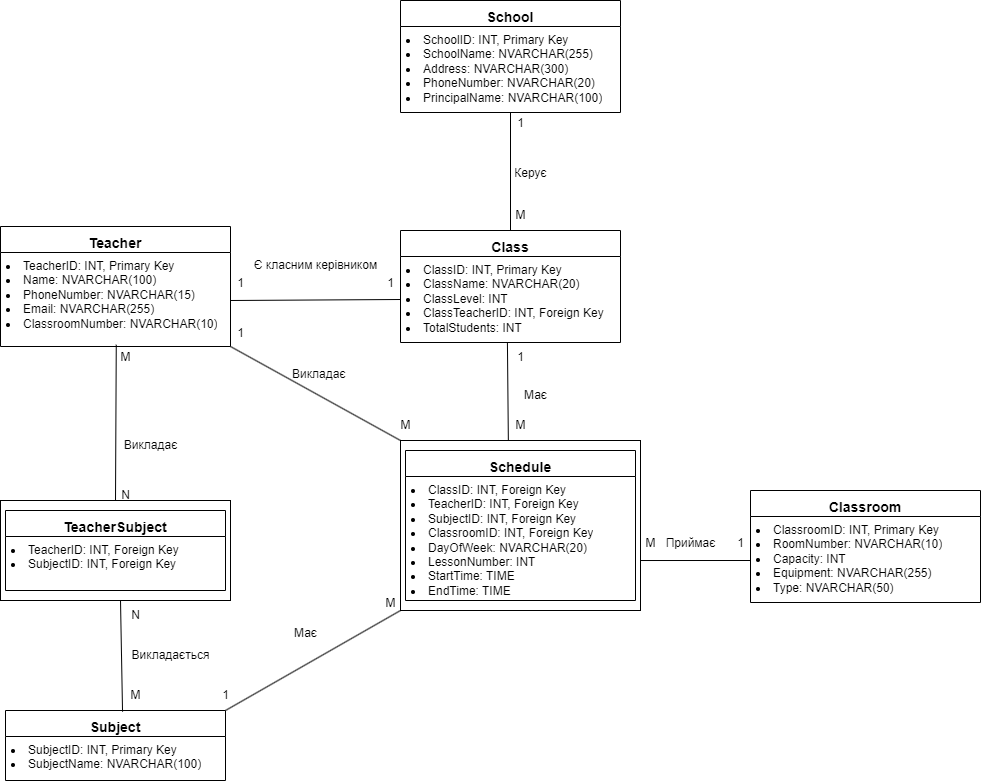 School
SchoolID: INT, Primary Key
SchoolName: NVARCHAR(255)
Address: NVARCHAR(300)
PhoneNumber: NVARCHAR(20)
PrincipalName: NVARCHAR(100)
1
Керує
M
Teacher
TeacherID: INT, Primary Key
Name: NVARCHAR(100)
PhoneNumber: NVARCHAR(15)
Email: NVARCHAR(255)
ClassroomNumber: NVARCHAR(10)
Є класним керівником
1
1
Class
ClassID: INT, Primary Key
ClassName: NVARCHAR(20)
ClassLevel: INT
ClassTeacherID: INT, Foreign Key
TotalStudents: INT
1
M
Викладає
1
Має
M
M
Викладає
N
TeacherSubject
TeacherID: INT, Foreign Key
SubjectID: INT, Foreign Key
Schedule
ClassID: INT, Foreign Key
TeacherID: INT, Foreign Key
SubjectID: INT, Foreign Key
ClassroomID: INT, Foreign Key
DayOfWeek: NVARCHAR(20)
LessonNumber: INT
StartTime: TIME
EndTime: TIME
M Приймає 1
Classroom
ClassroomID: INT, Primary Key
RoomNumber: NVARCHAR(10)
Capacity: INT
Equipment: NVARCHAR(255)
Type: NVARCHAR(50)
N
M
Має
Викладається
M
1
Subject
SubjectID: INT, Primary Key
SubjectName: NVARCHAR(100)